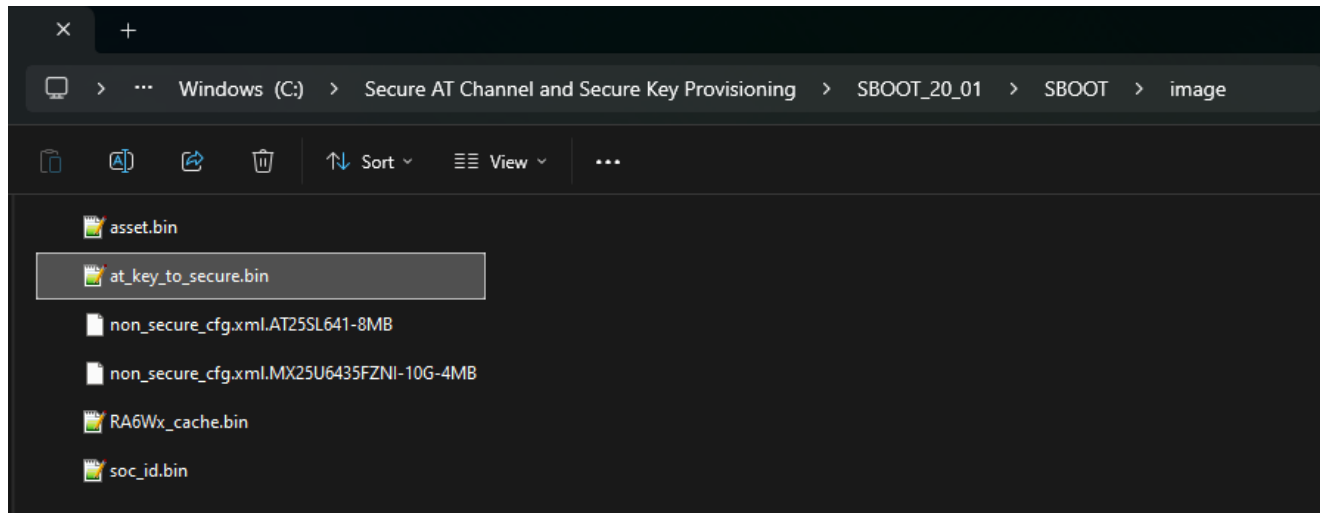 Windows (C:) > Secure AT Channel and Secure Key Provisioning > SBOOT_20_01 > SBOOT > image
Sort View
asset.bin
at_key_to_secure.bin
non_secure_cfg.xml.AT25SL641-8MB
non_secure_cfg.xml.MX25U6435FZNI-10G-4MB
RA6Wx_cache.bin
soc_id.bin